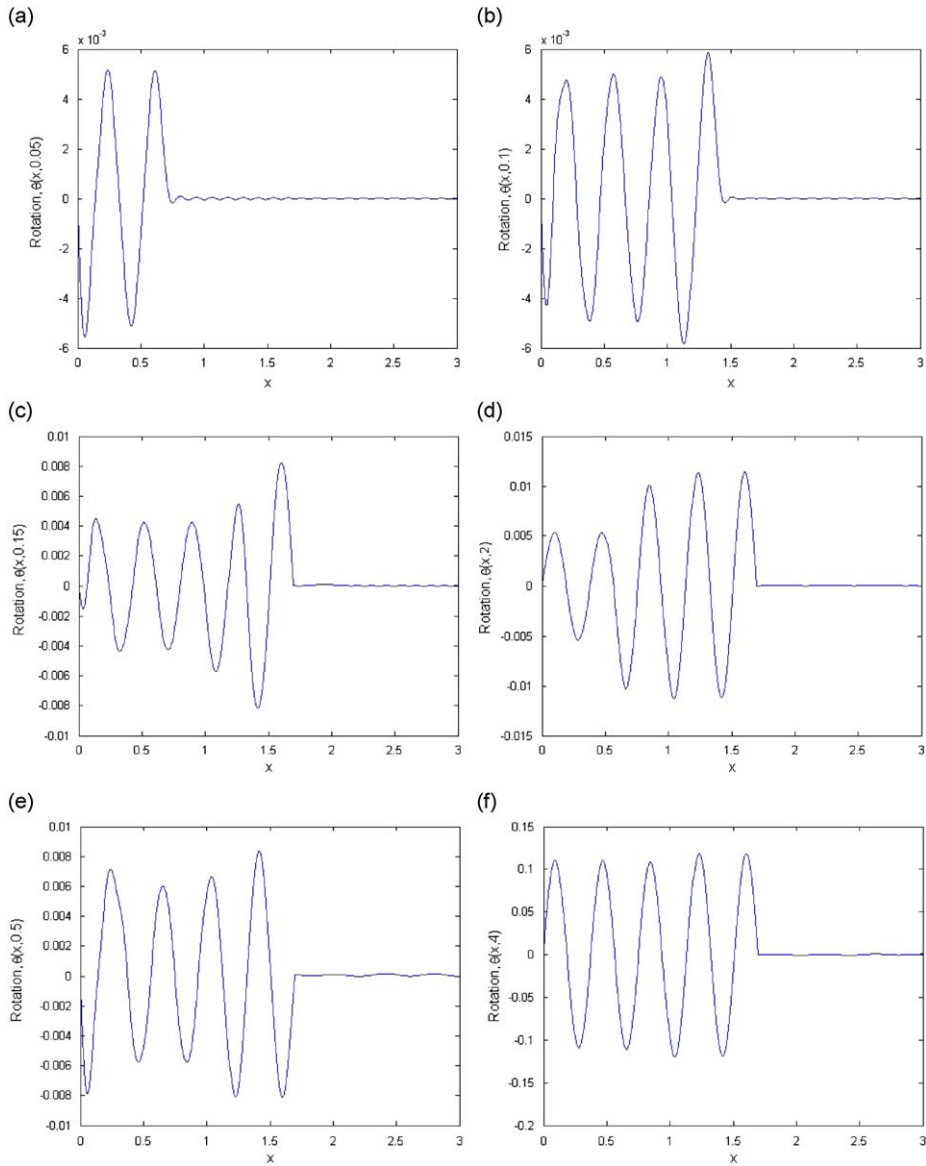 (a)
x 10⁻³
6
4
2
0
-2
-4
-6
0 0.5 1 1.5 2 2.5 3
x
Rotation, θ(x,0.05)
(b)
x 10⁻³
6
4
2
0
-2
-4
-6
0 0.5 1 1.5 2 2.5 3
x
Rotation, θ(x,0.1)
(c)
0.01
0.008
0.006
0.004
0.002
0
-0.002
-0.004
-0.006
-0.008
-0.01
0 0.5 1 1.5 2 2.5 3
x
Rotation, θ(x,0.15)
(d)
0.015
0.01
0.005
0
-0.005
-0.01
-0.015
0 0.5 1 1.5 2 2.5 3
x
Rotation, θ(x,2)
(e)
0.01
0.008
0.006
0.004
0.002
0
-0.002
-0.004
-0.006
-0.008
-0.01
0 0.5 1 1.5 2 2.5 3
x
Rotation, θ(x,0.5)
(f)
0.15
0.1
0.05
0
-0.05
-0.1
-0.15
-0.2
0 0.5 1 1.5 2 2.5 3
x
Rotation, θ(x,4)